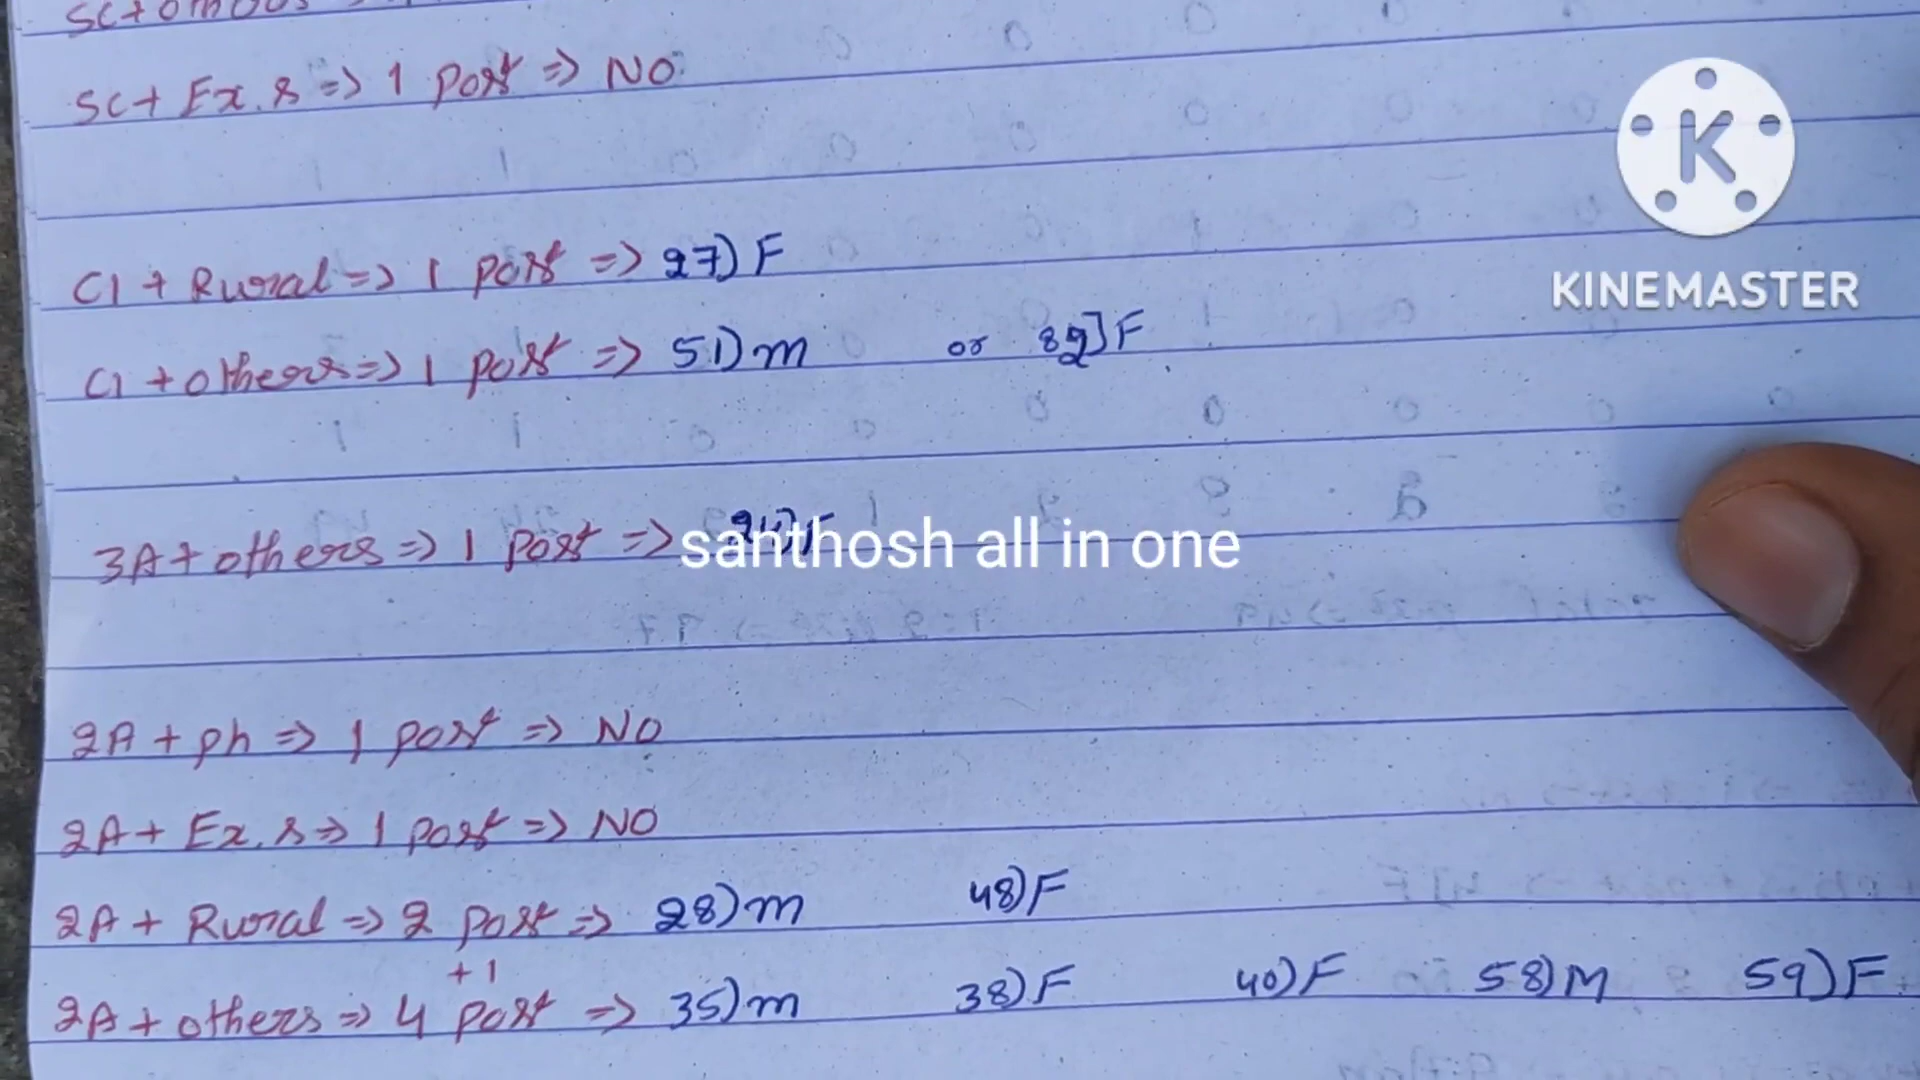 SC + 
SC + Ex.s => 1 post => NO
C1 + Rural => 1 post => 27) F
C1 + others => 1 post => 51) m or 82] F
3A + others => 1 post => F
santhosh all in one
2A + ph => 1 post => NO
2A + Ex.s => 1 post => NO
2A + Rural => 2 post => 28) m 48) F
+1
2A + others => 4 post => 35) m 38) F 40) F 58) M 59) F
K
KINEMASTER